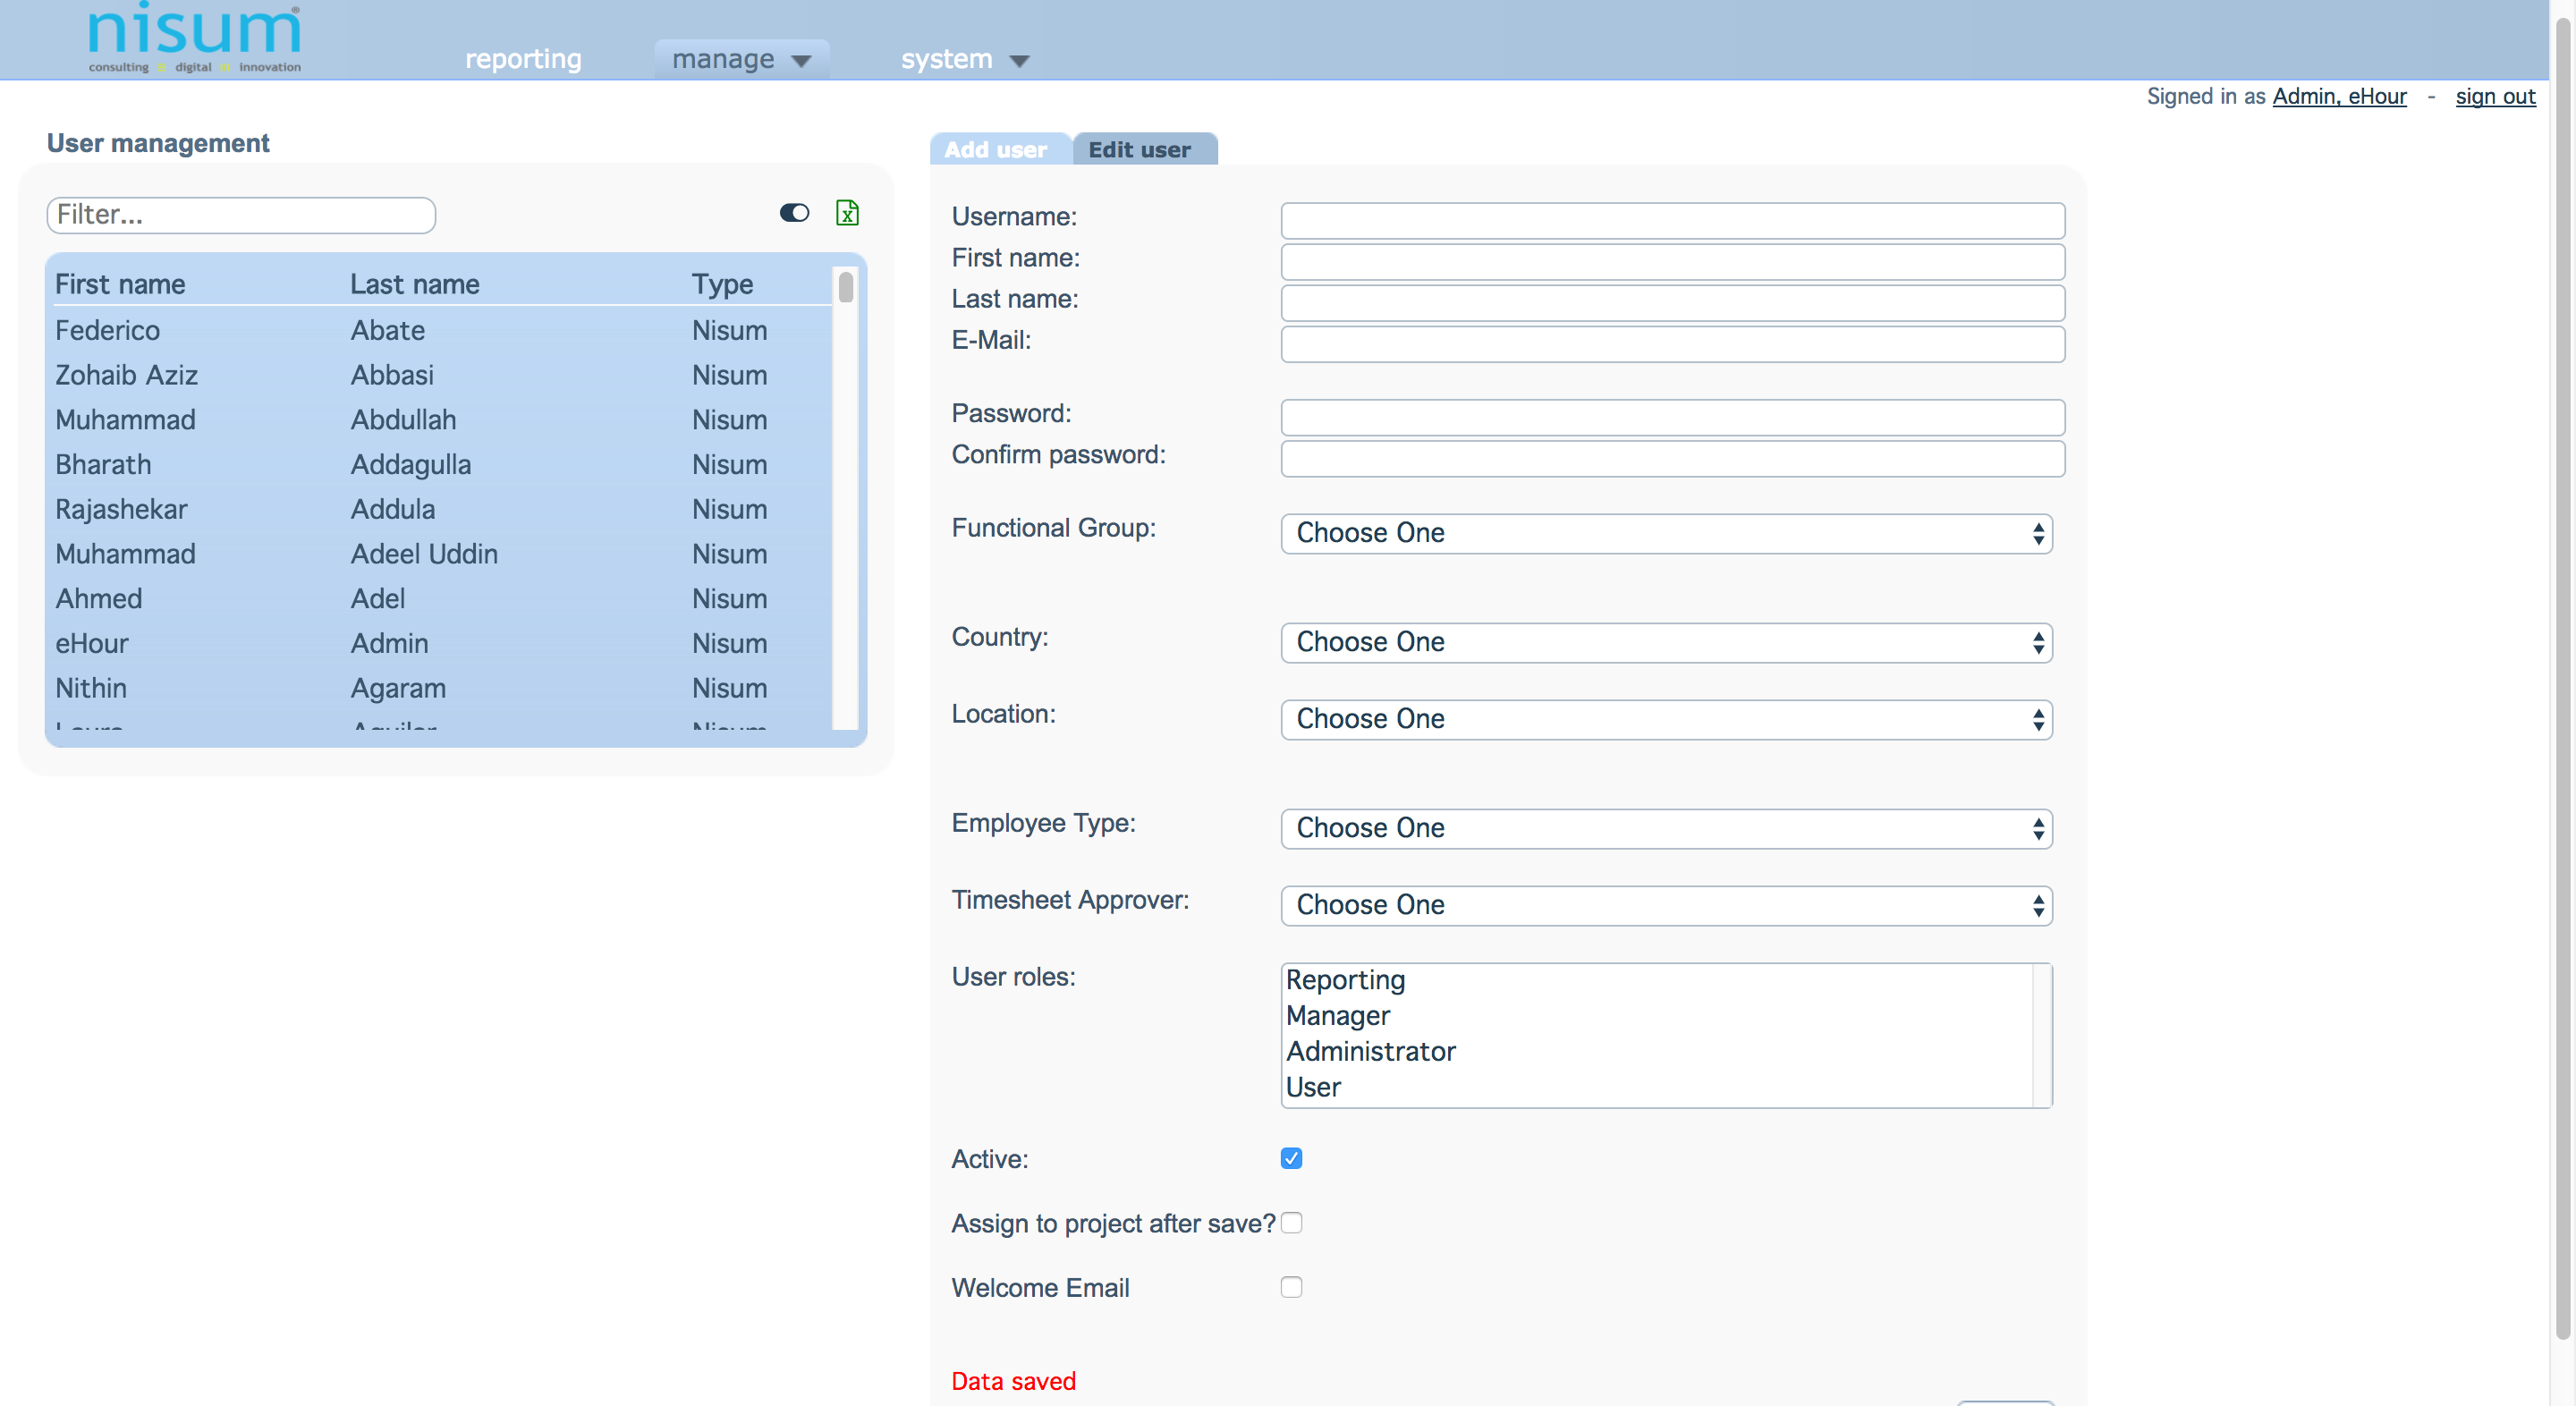 nisum®
consulting digital innovation
reporting manage system
Signed in as Admin, eHour - sign out
User management
Filter...
First name Last name Type
Federico Abate Nisum
Zohaib Aziz Abbasi Nisum
Muhammad Abdullah Nisum
Bharath Addagulla Nisum
Rajashekar Addula Nisum
Muhammad Adeel Uddin Nisum
Ahmed Adel Nisum
eHour Admin Nisum
Nithin Agaram Nisum
Add user Edit user
Username:
First name:
Last name:
E-Mail:
Password:
Confirm password:
Functional Group: Choose One
Country: Choose One
Location: Choose One
Employee Type: Choose One
Timesheet Approver: Choose One
User roles: Reporting
Manager
Administrator
User
Active:
Assign to project after save?
Welcome Email
Data saved